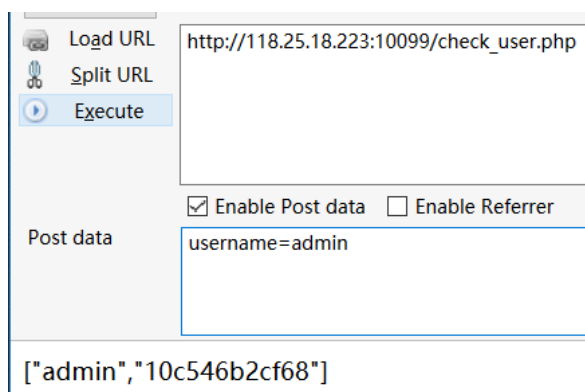 Load URL
http://118.25.18.223:10099/check_user.php
Split URL
Execute
Enable Post data
Enable Referrer
Post data
username=admin
["admin","10c546b2cf68"]